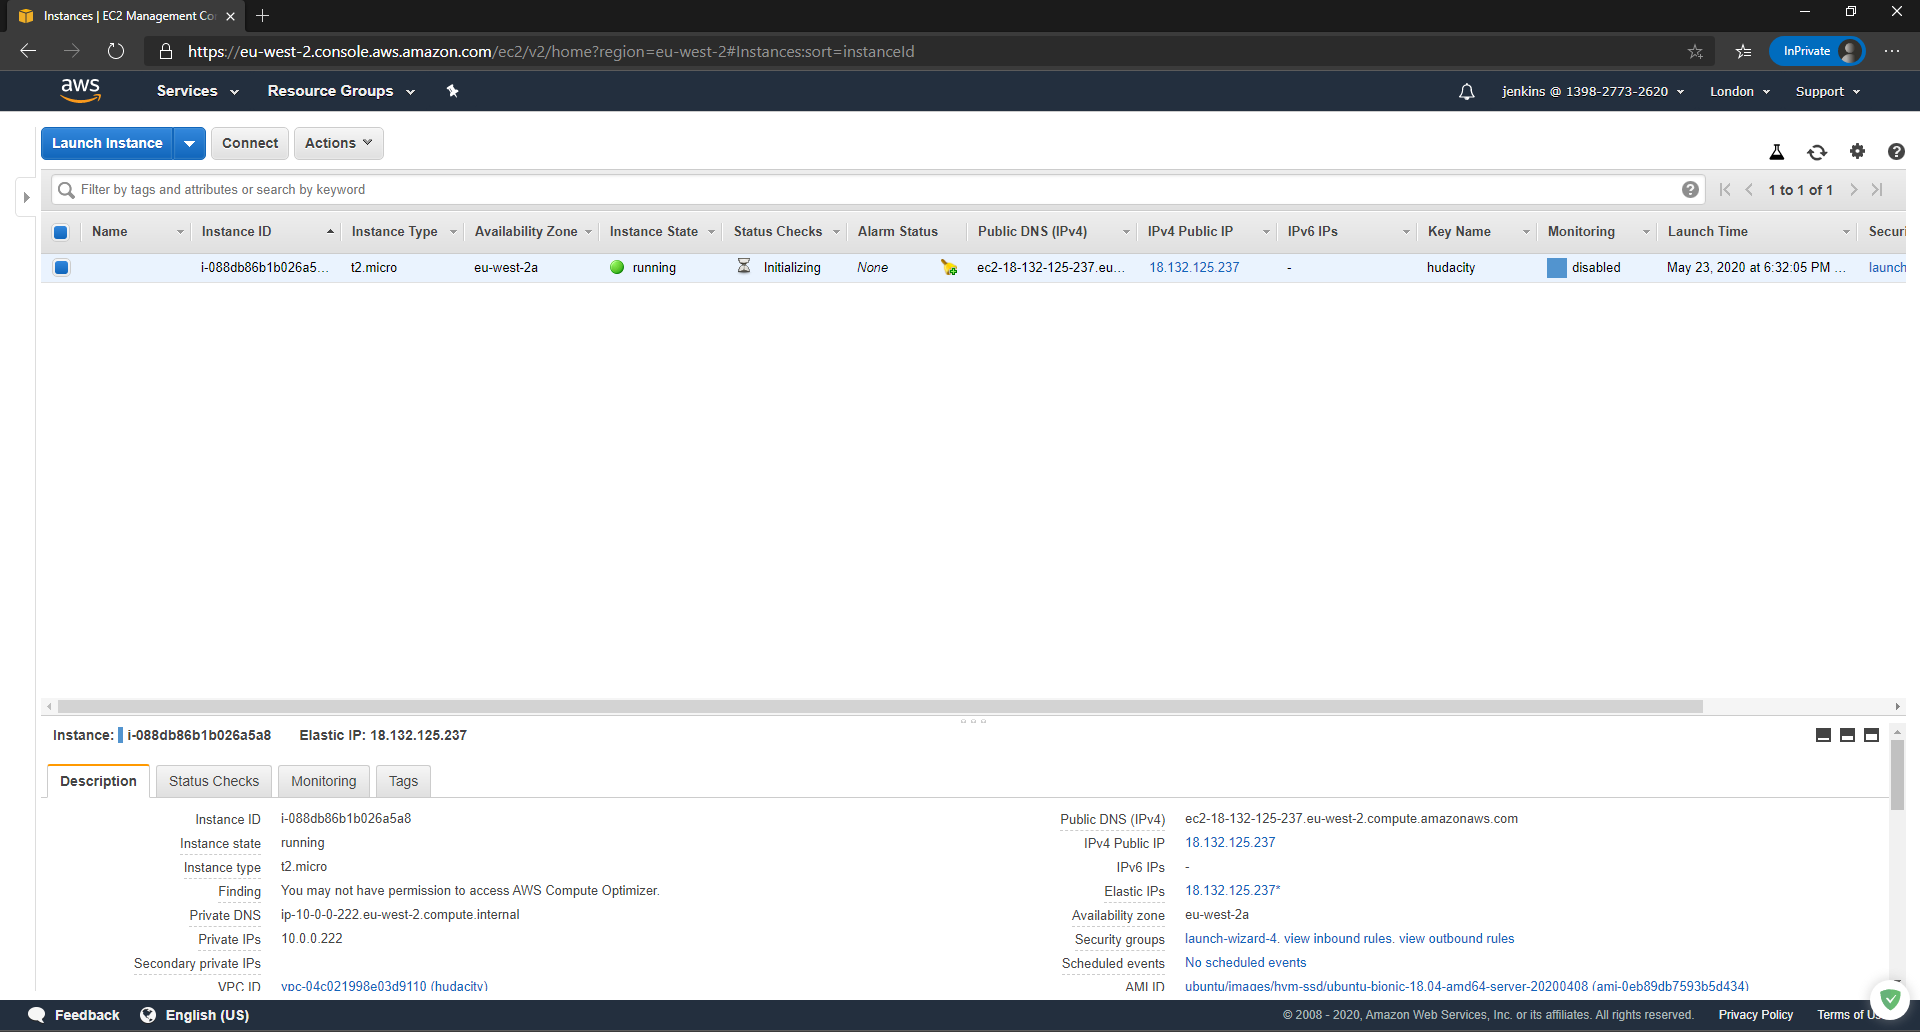 Instances | EC2 Management Co
https://eu-west-2.console.aws.amazon.com/ec2/v2/home?region=eu-west-2#Instances:sort=instanceId
InPrivate
aws
Services
Resource Groups
jenkins @ 1398-2773-2620
London
Support
Launch Instance
Connect
Actions
Filter by tags and attributes or search by keyword
1 to 1 of 1
Name Instance ID Instance Type Availability Zone Instance State Status Checks Alarm Status Public DNS (IPv4) IPv4 Public IP IPv6 IPs Key Name Monitoring Launch Time Securi
i-088db86b1b026a5... t2.micro eu-west-2a running Initializing None ec2-18-132-125-237.eu... 18.132.125.237 - hudacity disabled May 23, 2020 at 6:32:05 PM ... launch
Instance: i-088db86b1b026a5a8 Elastic IP: 18.132.125.237
Description
Status Checks
Monitoring
Tags
Instance ID i-088db86b1b026a5a8
Instance state running
Instance type t2.micro
Finding You may not have permission to access AWS Compute Optimizer.
Private DNS ip-10-0-0-222.eu-west-2.compute.internal
Private IPs 10.0.0.222
Secondary private IPs
VPC ID vpc-04c021998e03d9110 (hudacity)
Public DNS (IPv4) ec2-18-132-125-237.eu-west-2.compute.amazonaws.com
IPv4 Public IP 18.132.125.237
IPv6 IPs -
Elastic IPs 18.132.125.237*
Availability zone eu-west-2a
Security groups launch-wizard-4. view inbound rules. view outbound rules
Scheduled events No scheduled events
AMI ID ubuntu/images/hvm-ssd/ubuntu-bionic-18.04-amd64-server-20200408 (ami-0eb89db7593b5d434)
Feedback
English (US)
© 2008 - 2020, Amazon Web Services, Inc. or its affiliates. All rights reserved.
Privacy Policy
Terms of Us